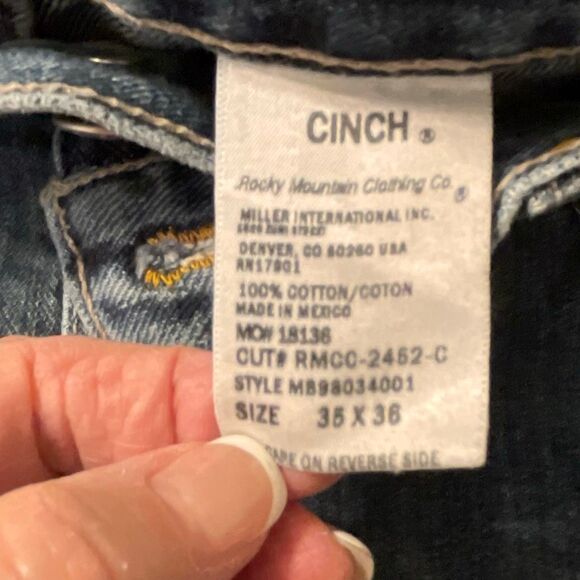 CINCH ®
Rocky Mountain Clothing Co. ®
MILLER INTERNATIONAL INC.
DENVER, CO 80260 USA
RN17901
100% COTTON/COTON
MADE IN MEXICO
MO# 18136
CUT# RMCC-2452-C
STYLE MB98034001
SIZE 35 X 36
CARE ON REVERSE SIDE